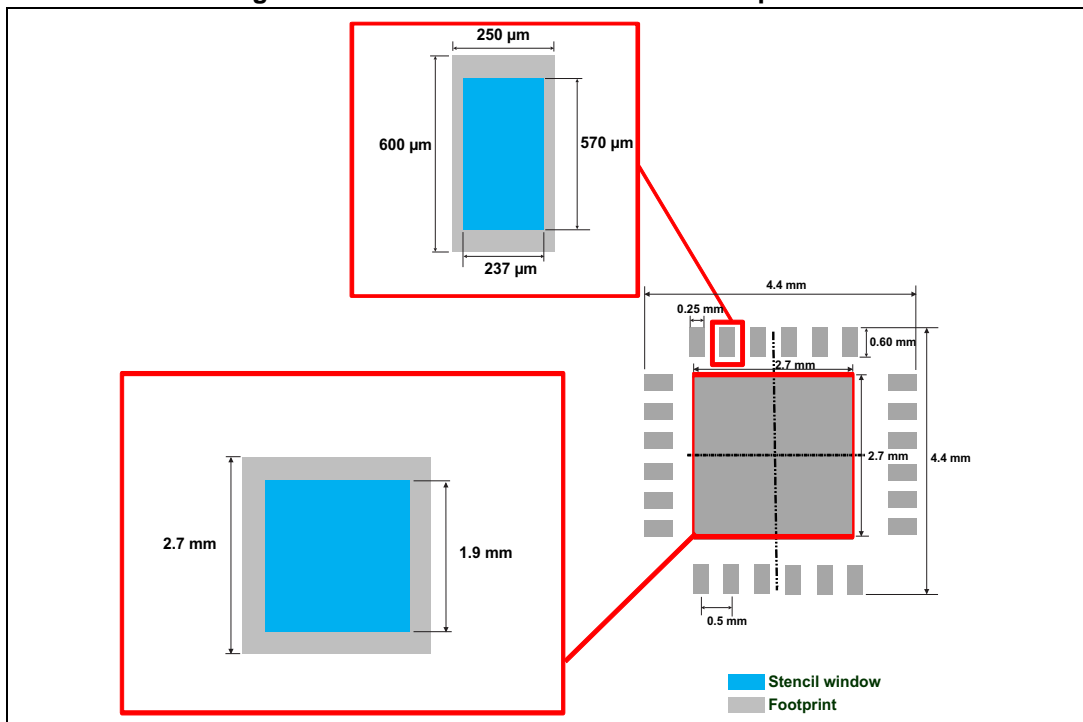 250 µm
600 µm
570 µm
237 µm
4.4 mm
0.25 mm
0.60 mm
2.7 mm
2.7 mm
4.4 mm
0.5 mm
2.7 mm
1.9 mm
Stencil window
Footprint